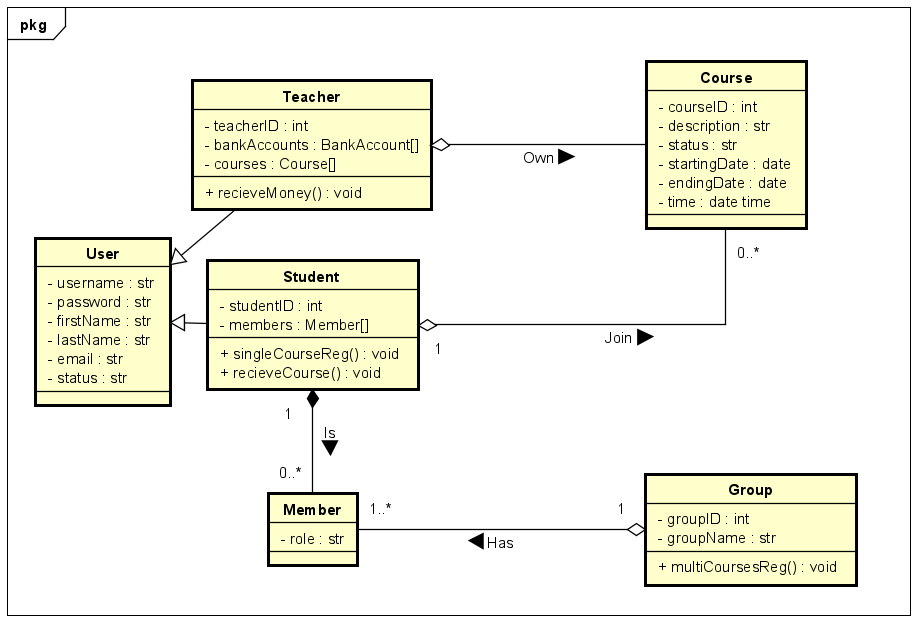 pkg
Teacher
- teacherID : int
- bankAccounts : BankAccount[]
- courses : Course[]
+ recieveMoney() : void
Own
Course
- courseID : int
- description : str
- status : str
- startingDate : date
- endingDate : date
- time : date time
User
- username : str
- password : str
- firstName : str
- lastName : str
- email : str
- status : str
Student
- studentID : int
- members : Member[]
+ singleCourseReg() : void
+ recieveCourse() : void
0..*
1
Join
1
Is
0..*
Member
- role : str
1..*
1
Has
Group
- groupID : int
- groupName : str
+ multiCoursesReg() : void